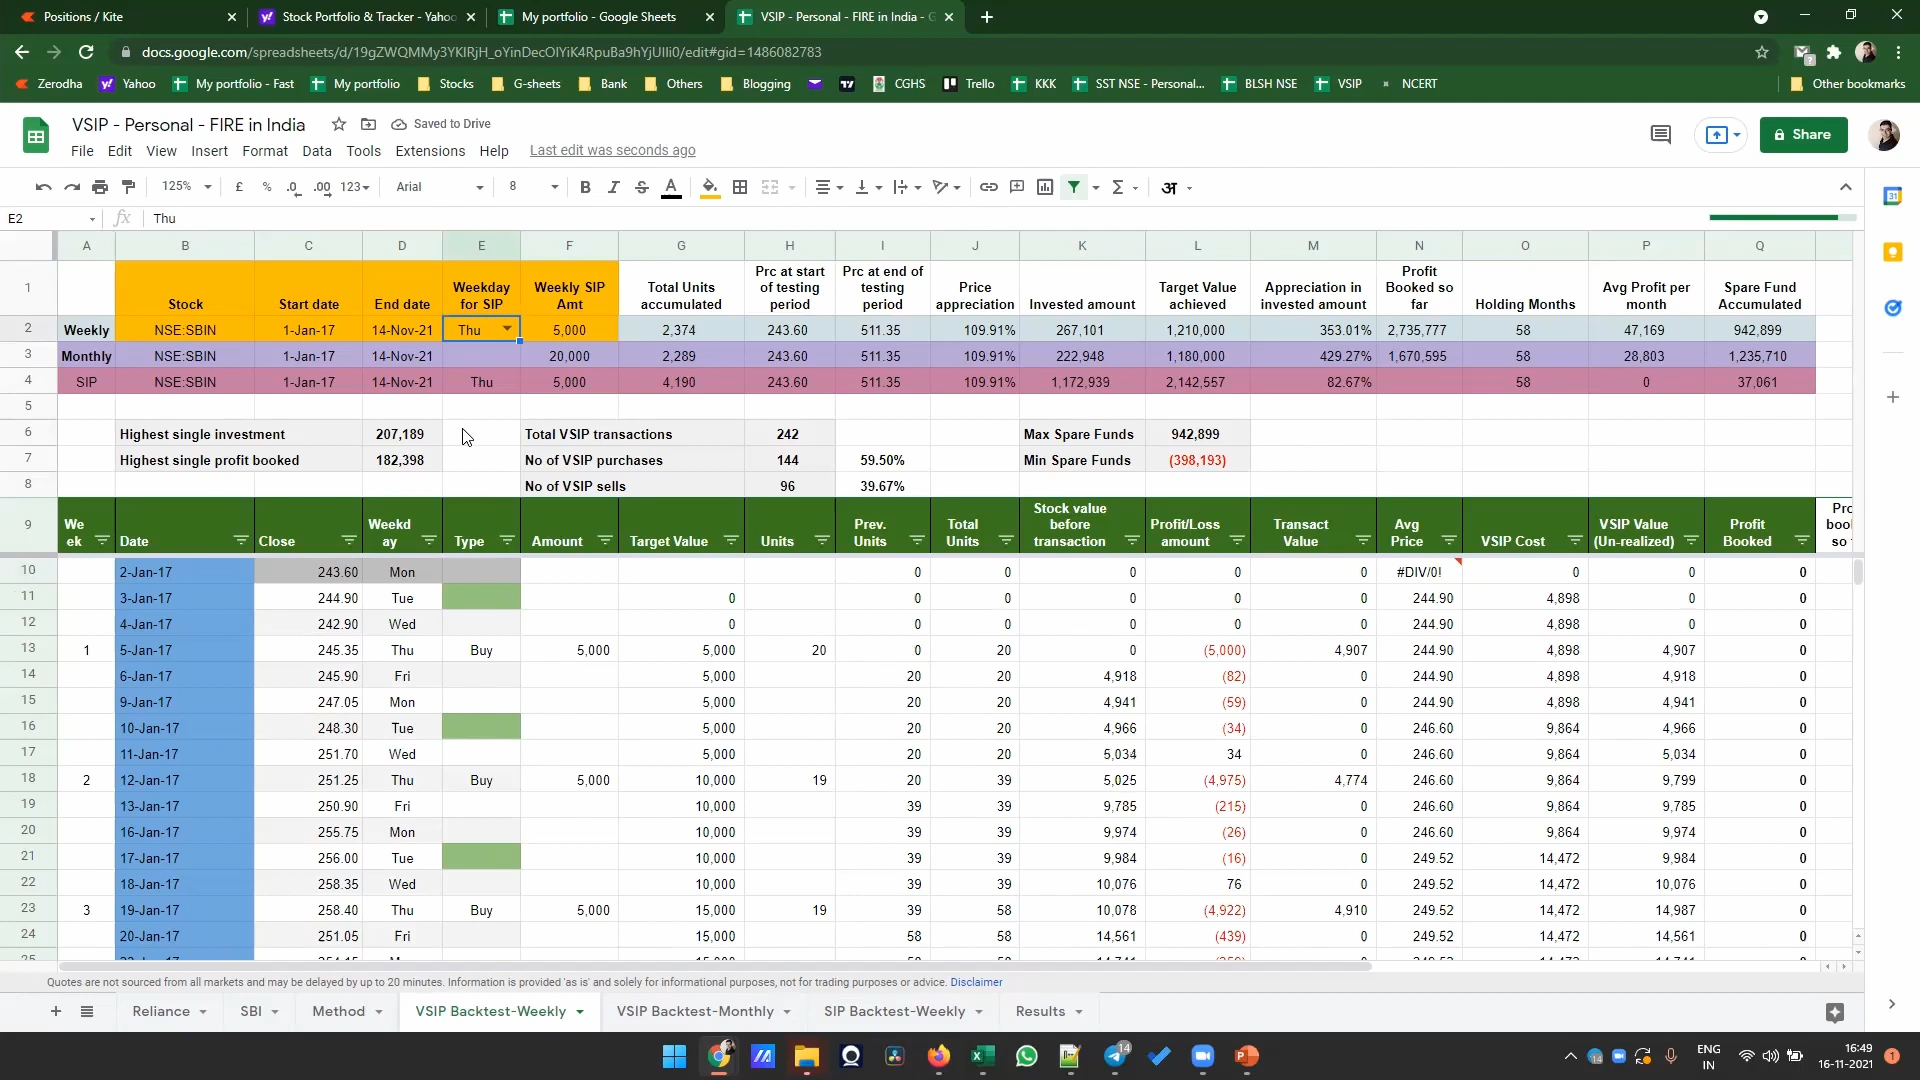 Positions / Kite
Stock Portfolio & Tracker - Yahoo
My portfolio - Google Sheets
VSIP - Personal - FIRE in India - G
docs.google.com/spreadsheets/d/19gZWQMMy3YKlRjH_oYinDecOlYiK4RpuBa9hYjUlli0/edit#gid=1486082783
Zerodha
Yahoo
My portfolio - Fast
My portfolio
Stocks
G-sheets
Bank
Others
Blogging
CGHS
Trello
KKK
SST NSE - Personal...
BLSH NSE
VSIP
NCERT
Other bookmarks
VSIP - Personal - FIRE in India
Saved to Drive
Share
File Edit View Insert Format Data Tools Extensions Help Last edit was seconds ago
125% £ % .0 .00 123 Arial 8 B I S A Σ अ
E2 fx Thu
A B C D E F G H I J K L M N O P Q
1 Stock Start date End date Weekday for SIP Weekly SIP Amt Total Units accumulated Prc at start of testing period Prc at end of testing period Price appreciation Invested amount Target Value achieved Appreciation in invested amount Profit Booked so far Holding Months Avg Profit per month Spare Fund Accumulated
2 Weekly NSE:SBIN 1-Jan-17 14-Nov-21 Thu 5,000 2,374 243.60 511.35 109.91% 267,101 1,210,000 353.01% 2,735,777 58 47,169 942,899
3 Monthly NSE:SBIN 1-Jan-17 14-Nov-21 20,000 2,289 243.60 511.35 109.91% 222,948 1,180,000 429.27% 1,670,595 58 28,803 1,235,710
4 SIP NSE:SBIN 1-Jan-17 14-Nov-21 Thu 5,000 4,190 243.60 511.35 109.91% 1,172,939 2,142,557 82.67% 58 0 37,061
5
6 Highest single investment 207,189 Total VSIP transactions 242 Max Spare Funds 942,899
7 Highest single profit booked 182,398 No of VSIP purchases 144 59.50% Min Spare Funds (398,193)
8 No of VSIP sells 96 39.67%
9 We ek Date Close Weekd ay Type Amount Target Value Units Prev. Units Total Units Stock value before transaction Profit/Loss amount Transact Value Avg Price VSIP Cost VSIP Value (Un-realized) Profit Booked
10 2-Jan-17 243.60 Mon 0 0 0 0 0 #DIV/0! 0 0 0
11 3-Jan-17 244.90 Tue 0 0 0 0 0 0 244.90 4,898 0 0
12 4-Jan-17 242.90 Wed 0 0 0 0 0 0 244.90 4,898 0 0
13 1 5-Jan-17 245.35 Thu Buy 5,000 5,000 20 0 20 0 (5,000) 4,907 244.90 4,898 4,907 0
14 6-Jan-17 245.90 Fri 5,000 20 20 4,918 (82) 0 244.90 4,898 4,918 0
15 9-Jan-17 247.05 Mon 5,000 20 20 4,941 (59) 0 244.90 4,898 4,941 0
16 10-Jan-17 248.30 Tue 5,000 20 20 4,966 (34) 0 246.60 9,864 4,966 0
17 11-Jan-17 251.70 Wed 5,000 20 20 5,034 34 0 246.60 9,864 5,034 0
18 2 12-Jan-17 251.25 Thu Buy 5,000 10,000 19 20 39 5,025 (4,975) 4,774 246.60 9,864 9,799 0
19 13-Jan-17 250.90 Fri 10,000 39 39 9,785 (215) 0 246.60 9,864 9,785 0
20 16-Jan-17 255.75 Mon 10,000 39 39 9,974 (26) 0 246.60 9,864 9,974 0
21 17-Jan-17 256.00 Tue 10,000 39 39 9,984 (16) 0 249.52 14,472 9,984 0
22 18-Jan-17 258.35 Wed 10,000 39 39 10,076 76 0 249.52 14,472 10,076 0
23 3 19-Jan-17 258.40 Thu Buy 5,000 15,000 19 39 58 10,078 (4,922) 4,910 249.52 14,472 14,987 0
24 20-Jan-17 251.05 Fri 15,000 58 58 14,561 (439) 0 249.52 14,472 14,561 0
Quotes are not sourced from all markets and may be delayed by up to 20 minutes. Information is provided 'as is' and solely for informational purposes, not for trading purposes or advice. Disclaimer
Reliance
SBI
Method
VSIP Backtest-Weekly
VSIP Backtest-Monthly
SIP Backtest-Weekly
Results
14
ENG
IN
16:49
16-11-2021
1